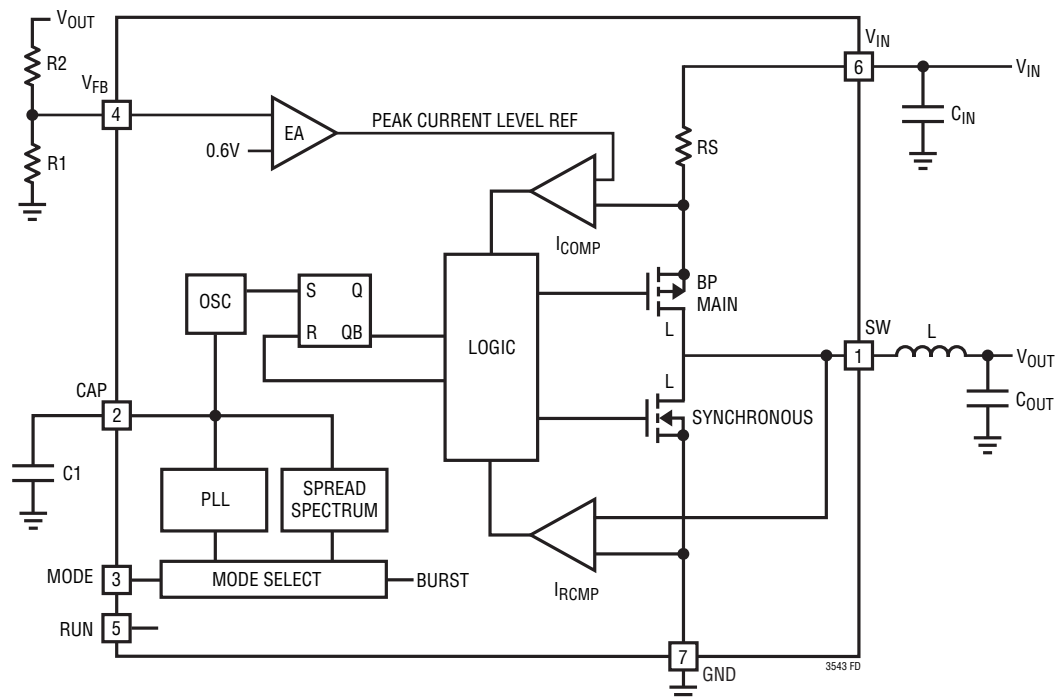 VOUT
R2
VFB
4
R1
0.6V
EA
PEAK CURRENT LEVEL REF
ICOMP
RS
VIN
6
VIN
CIN
BP
MAIN
L
OSC
S Q
R QB
LOGIC
SW
1
L
VOUT
COUT
L
SYNCHRONOUS
CAP
2
C1
PLL
SPREAD
SPECTRUM
MODE
3
MODE SELECT
BURST
IRCMP
RUN
5
7
GND
3543 FD